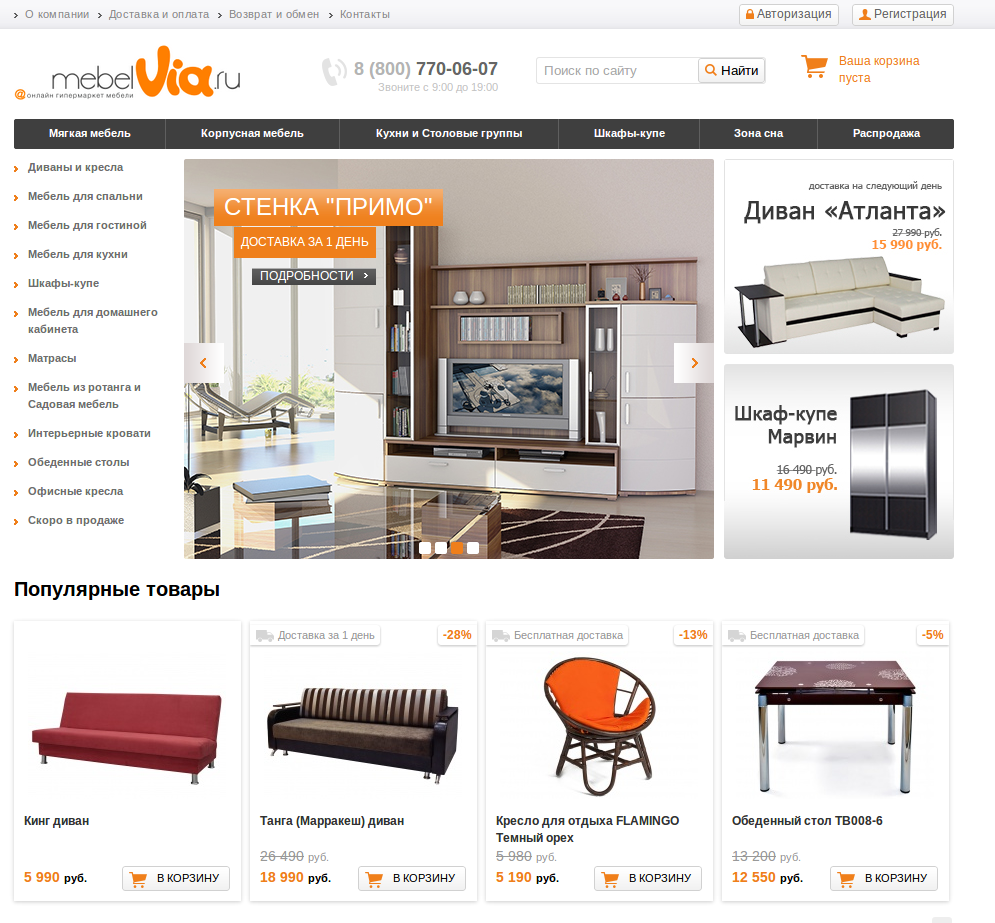 О компании Доставка и оплата Возврат и обмен Контакты Авторизация Регистрация
mebelVia.ru
@онлайн гипермаркет мебели
8 (800) 770-06-07
Звоните с 9:00 до 19:00
Поиск по сайту Найти
Ваша корзина
пуста
Мягкая мебель Корпусная мебель Кухни и Столовые группы Шкафы-купе Зона сна Распродажа
Диваны и кресла
Мебель для спальни
Мебель для гостиной
Мебель для кухни
Шкафы-купе
Мебель для домашнего
кабинета
Матрасы
Мебель из ротанга и
Садовая мебель
Интерьерные кровати
Обеденные столы
Офисные кресла
Скоро в продаже
СТЕНКА "ПРИМО"
ДОСТАВКА ЗА 1 ДЕНЬ
ПОДРОБНОСТИ
доставка на следующий день
Диван «Атланта»
27 990 руб.
15 990 руб.
Шкаф-купе
Марвин
16 490 руб.
11 490 руб.
Популярные товары
Кинг диван
5 990 руб. В КОРЗИНУ
Доставка за 1 день -28%
Танга (Марракеш) диван
26 490 руб.
18 990 руб. В КОРЗИНУ
Бесплатная доставка -13%
Кресло для отдыха FLAMINGO
Темный орех
5 980 руб.
5 190 руб. В КОРЗИНУ
Бесплатная доставка -5%
Обеденный стол ТВ008-6
13 200 руб.
12 550 руб. В КОРЗИНУ